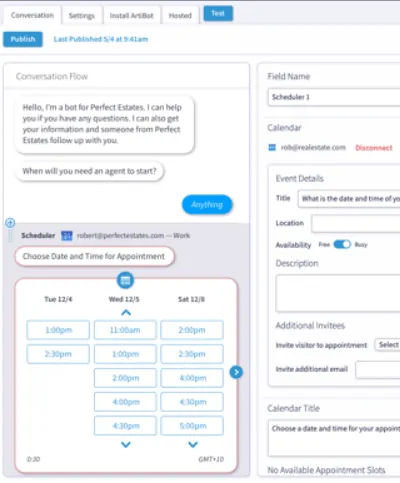 Conversation
Settings
Install ArtiBot
Hosted
Test
Publish
Last Published 5/4 at 9:41am
Conversation Flow
Hello, I'm a bot for Perfect Estates. I can help
you if you have any questions. I can also get
your information and someone from Perfect
Estates follow up with you.
When will you need an agent to start?
Anything
Scheduler robert@perfectestates.com — Work
Choose Date and Time for Appointment
Tue 12/4 Wed 12/5 Sat 12/8
1:00pm 11:00am 2:00pm
2:30pm 1:00pm 2:30pm
2:00pm 4:00pm
4:00pm 4:30pm
4:30pm 5:00pm
0:30 GMT+10
Field Name
Scheduler 1
Calendar
rob@realestate.com Disconnect
Event Details
Title What is the date and time of yo
Location
Availability Free Busy
Description
Additional Invitees
Invite visitor to appointment Select
Invite additional email
Calendar Title
Choose a date and time for your appoint
No Available Appointment Slots